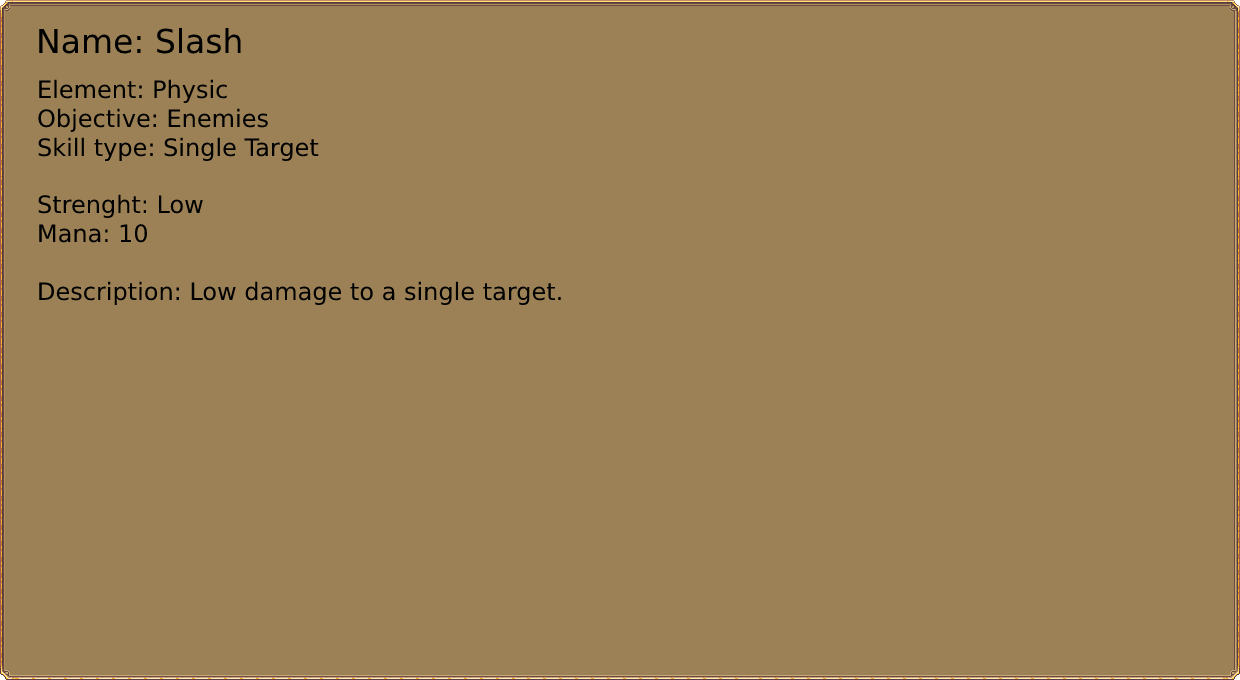 Name: Slash
Element: Physic
Objective: Enemies
Skill type: Single Target
Strenght: Low
Mana: 10
Description: Low damage to a single target.